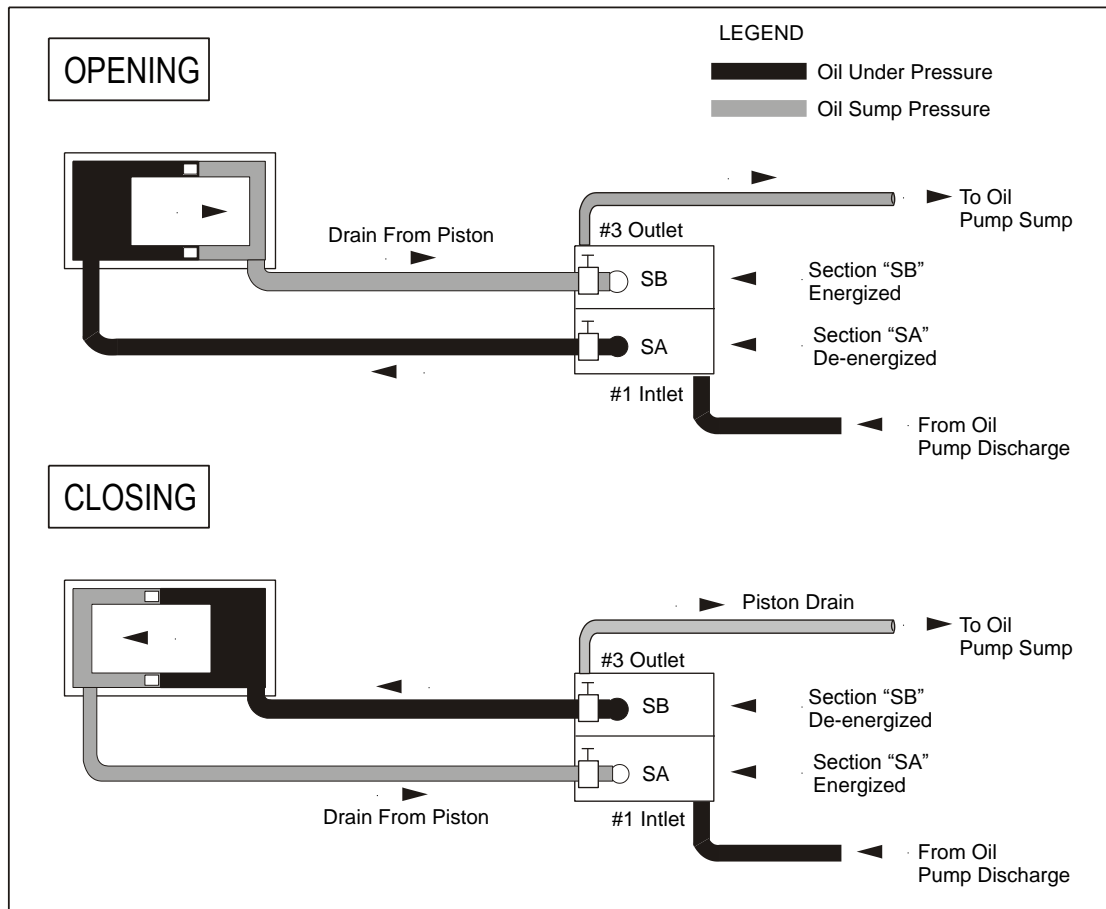 OPENING
LEGEND
Oil Under Pressure
Oil Sump Pressure
To Oil
Pump Sump
Drain From Piston
#3 Outlet
SB
Section “SB”
Energized
SA
Section “SA”
De-energized
#1 Intlet
From Oil
Pump Discharge
CLOSING
Piston Drain
To Oil
Pump Sump
#3 Outlet
SB
Section “SB”
De-energized
SA
Section “SA”
Energized
Drain From Piston
#1 Intlet
From Oil
Pump Discharge